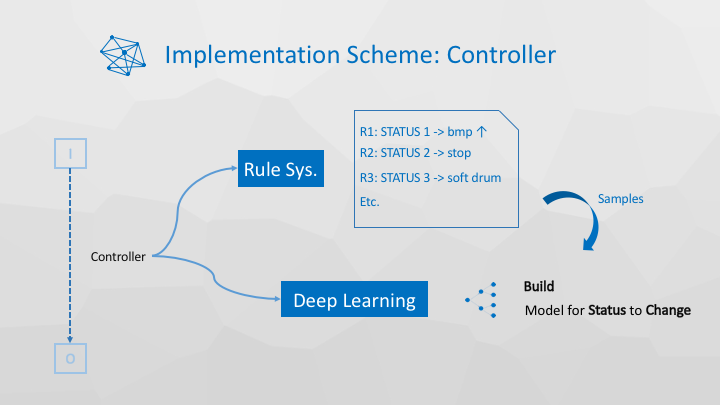 Implementation Scheme: Controller
I
Rule Sys.
R1: STATUS 1 -> bmp ↑
R2: STATUS 2 -> stop
R3: STATUS 3 -> soft drum
Etc.
Samples
Controller
Deep Learning
Build
Model for Status to Change
O